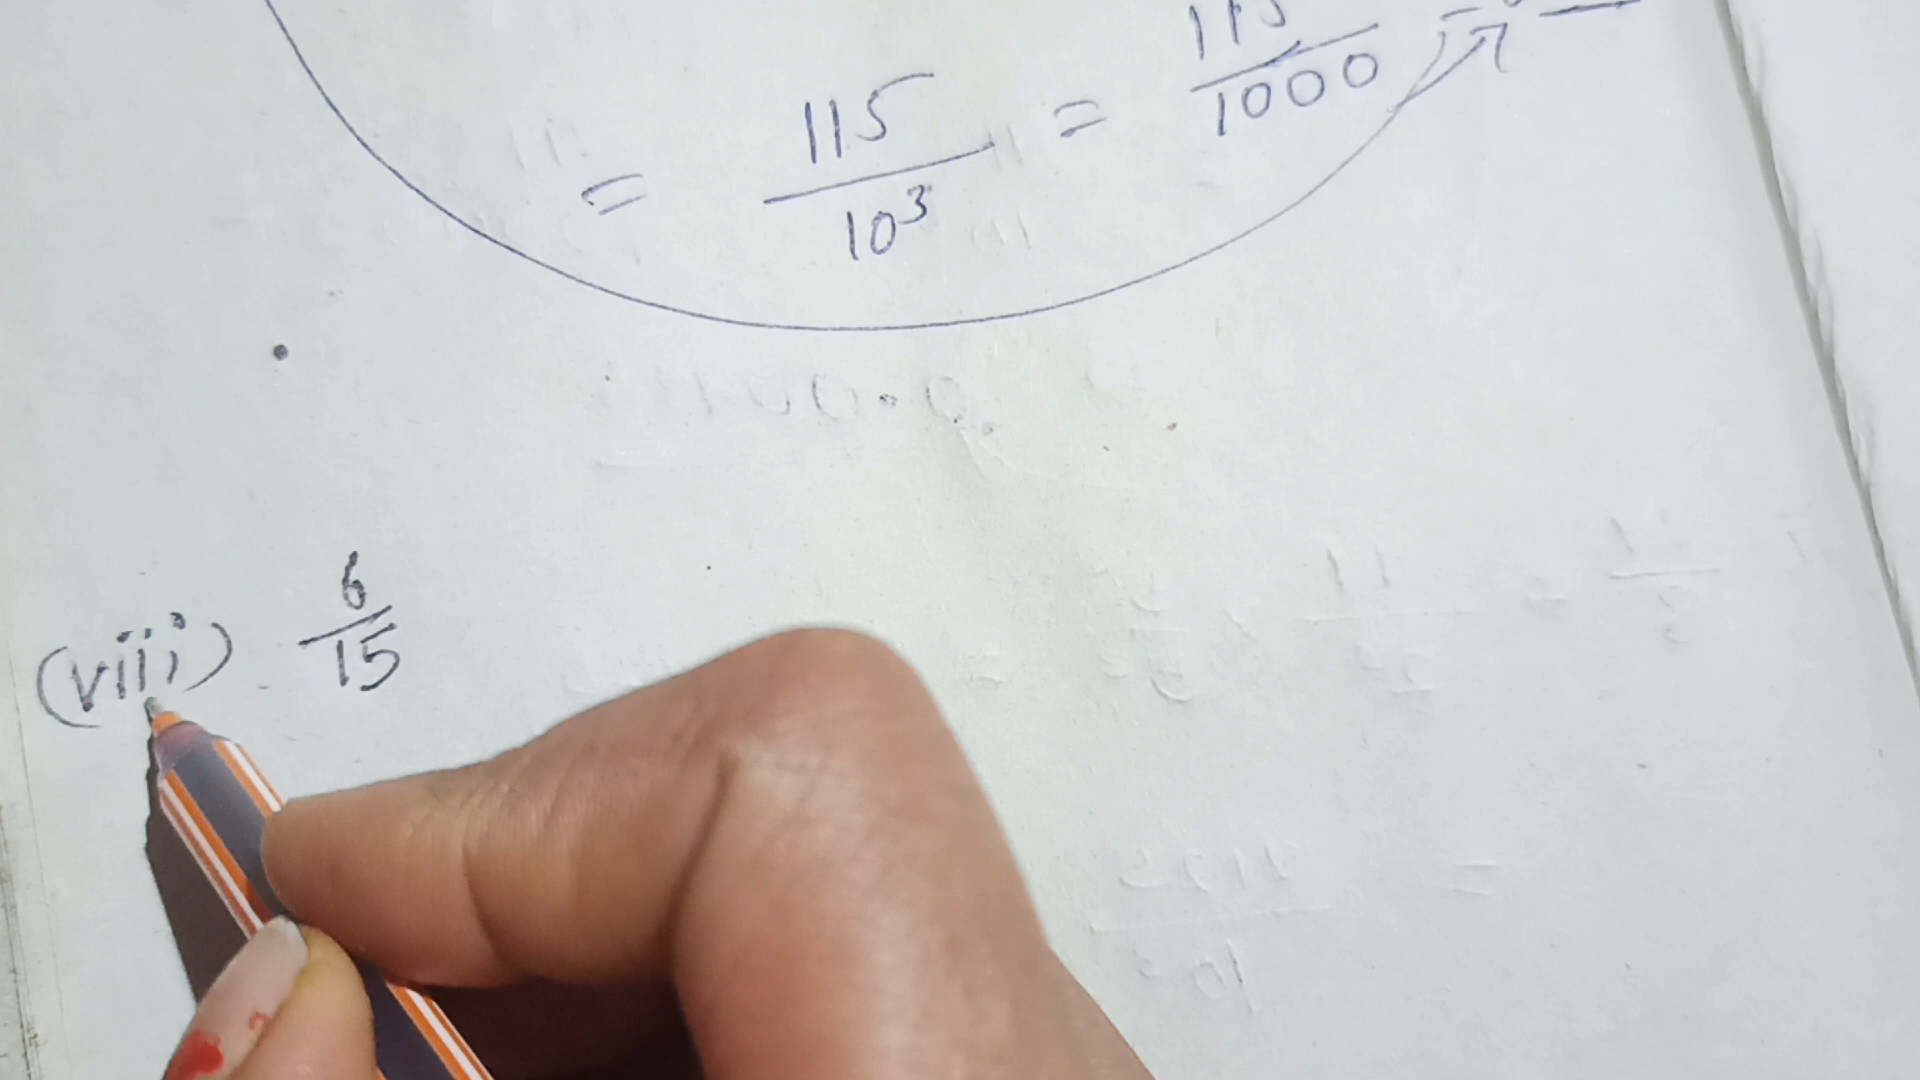 = 115/10³ = 115/1000 =
(viii) 6/15